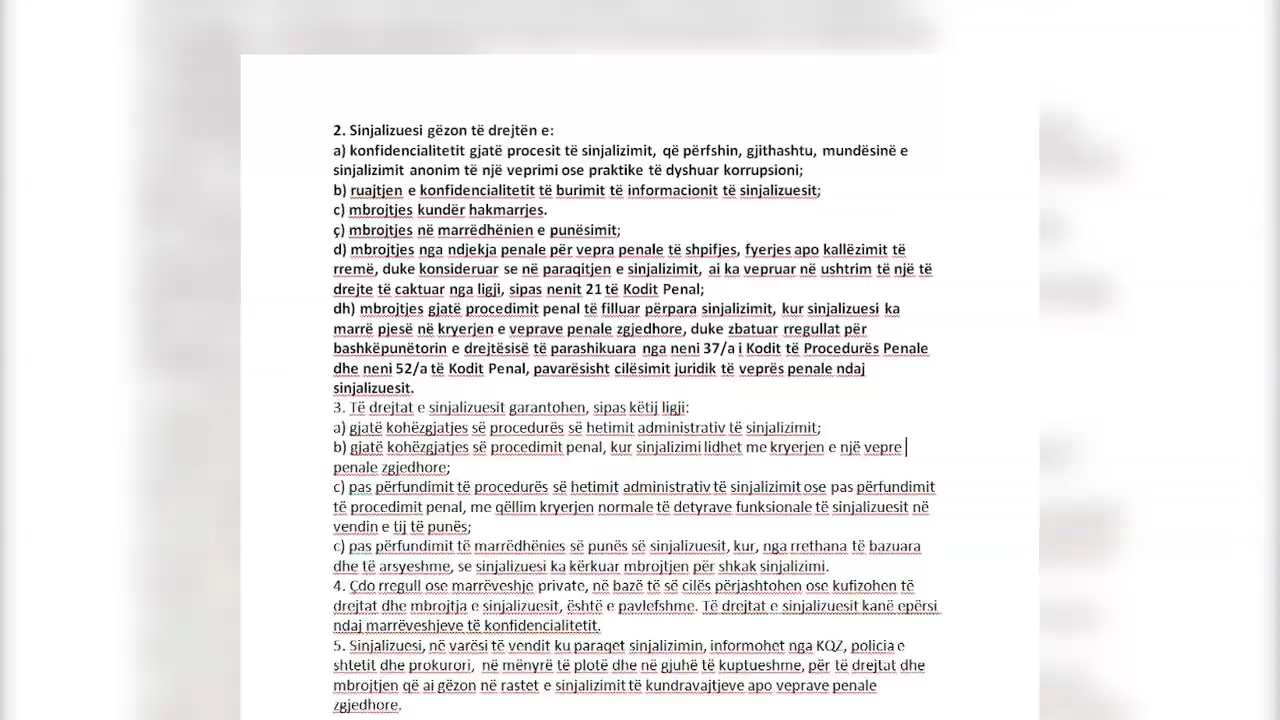 2. Sinjalizuesi gëzon të drejtën e:
a) konfidencialitetit gjatë procesit të sinjalizimit, që përfshin, gjithashtu, mundësinë e
sinjalizimit anonim të një veprimi ose praktike të dyshuar korrupsioni;
b) ruajtjen e konfidencialitetit të burimit të informacionit të sinjalizuesit;
c) mbrojtjes kundër hakmarrjes.
ç) mbrojtjes në marrëdhënien e punësimit;
d) mbrojtjes nga ndjekja penale për vepra penale të shpifjes, fyerjes apo kallëzimit të
rremë, duke konsideruar se në paraqitjen e sinjalizimit, ai ka vepruar në ushtrim të një të
drejte të caktuar nga ligji, sipas nenit 21 të Kodit Penal;
dh) mbrojtjes gjatë procedimit penal të filluar përpara sinjalizimit, kur sinjalizuesi ka
marrë pjesë në kryerjen e veprave penale zgjedhore, duke zbatuar rregullat për
bashkëpunëtorin e drejtësisë të parashikuara nga neni 37/a i Kodit të Procedurës Penale
dhe neni 52/a të Kodit Penal, pavarësisht cilësimit juridik të veprës penale ndaj
sinjalizuesit.
3. Të drejtat e sinjalizuesit garantohen, sipas këtij ligji:
a) gjatë kohëzgjatjes së procedurës së hetimit administrativ të sinjalizimit;
b) gjatë kohëzgjatjes së procedimit penal, kur sinjalizimi lidhet me kryerjen e një vepre
penale zgjedhore;
c) pas përfundimit të procedurës së hetimit administrativ të sinjalizimit ose pas përfundimit
të procedimit penal, me qëllim kryerjen normale të detyrave funksionale të sinjalizuesit në
vendin e tij të punës;
c) pas përfundimit të marrëdhënies së punës së sinjalizuesit, kur, nga rrethana të bazuara
dhe të arsyeshme, se sinjalizuesi ka kërkuar mbrojtjen për shkak sinjalizimi.
4. Çdo rregull ose marrëveshje private, në bazë të së cilës përjashtohen ose kufizohen të
drejtat dhe mbrojtja e sinjalizuesit, është e pavlefshme. Të drejtat e sinjalizuesit kanë epërsi
ndaj marrëveshjeve të konfidencialitetit.
5. Sinjalizuesi, në varësi të vendit ku paraqet sinjalizimin, informohet nga KQZ, policia e
shtetit dhe prokurori, në mënyrë të plotë dhe në gjuhë të kuptueshme, për të drejtat dhe
mbrojtjen që ai gëzon në rastet e sinjalizimit të kundravajtjeve apo veprave penale
zgjedhore.